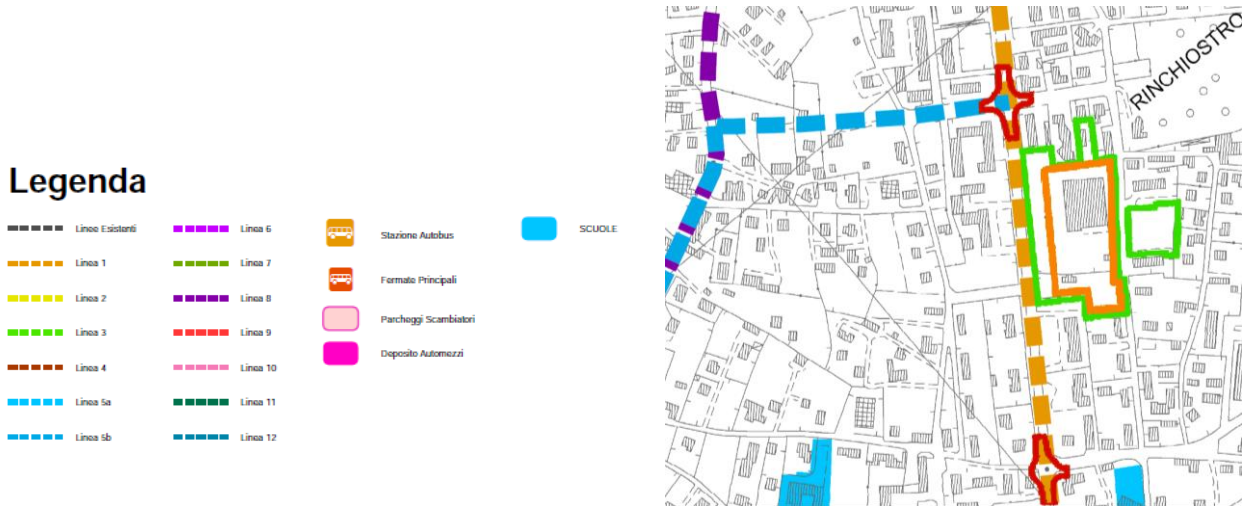 Legenda
Linee Esistenti
Linea 1
Linea 2
Linea 3
Linea 4
Linea 5a
Linea 5b
Linea 6
Linea 7
Linea 8
Linea 9
Linea 10
Linea 11
Linea 12
Stazione Autobus
Fermate Principali
Parcheggi Scambiatori
Deposito Automezzi
SCUOLE
RINCHIOSTRO